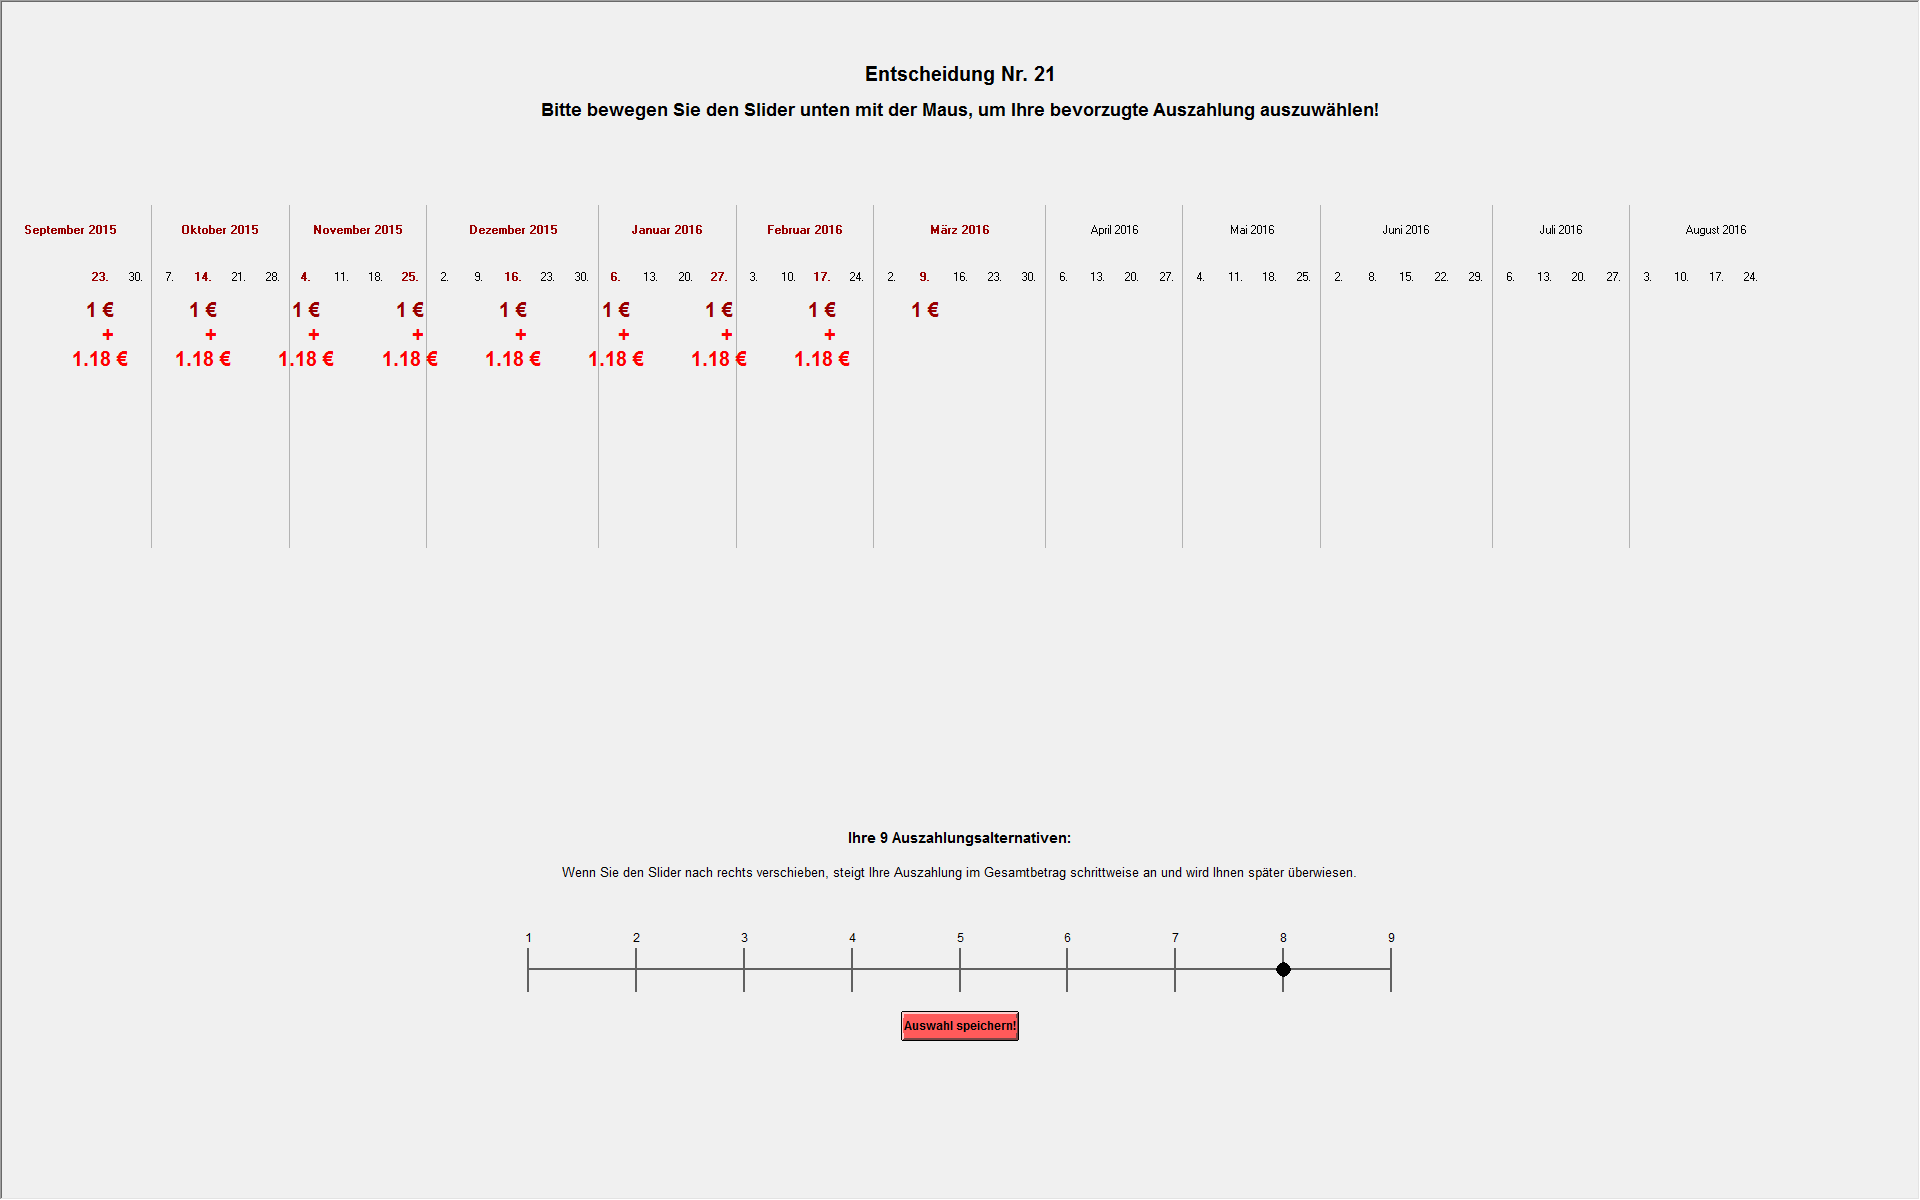 Entscheidung Nr. 21
Bitte bewegen Sie den Slider unten mit der Maus, um Ihre bevorzugte Auszahlung auszuwählen!
September 2015 Oktober 2015 November 2015 Dezember 2015 Januar 2016 Februar 2016 März 2016 April 2016 Mai 2016 Juni 2016 Juli 2016 August 2016
23. 30. 7. 14. 21. 28. 4. 11. 18. 25. 2. 9. 16. 23. 30. 6. 13. 20. 27. 3. 10. 17. 24. 2. 9. 16. 23. 30. 6. 13. 20. 27. 4. 11. 18. 25. 2. 8. 15. 22. 29. 6. 13. 20. 27. 3. 10. 17. 24.
1 € 1 € 1 € 1 € 1 € 1 € 1 € 1 € 1 €
+ + + + + + + +
1.18 € 1.18 € 1.18 € 1.18 € 1.18 € 1.18 € 1.18 € 1.18 €
Ihre 9 Auszahlungsalternativen:
Wenn Sie den Slider nach rechts verschieben, steigt Ihre Auszahlung im Gesamtbetrag schrittweise an und wird Ihnen später überwiesen.
1 2 3 4 5 6 7 8 9
Auswahl speichern!